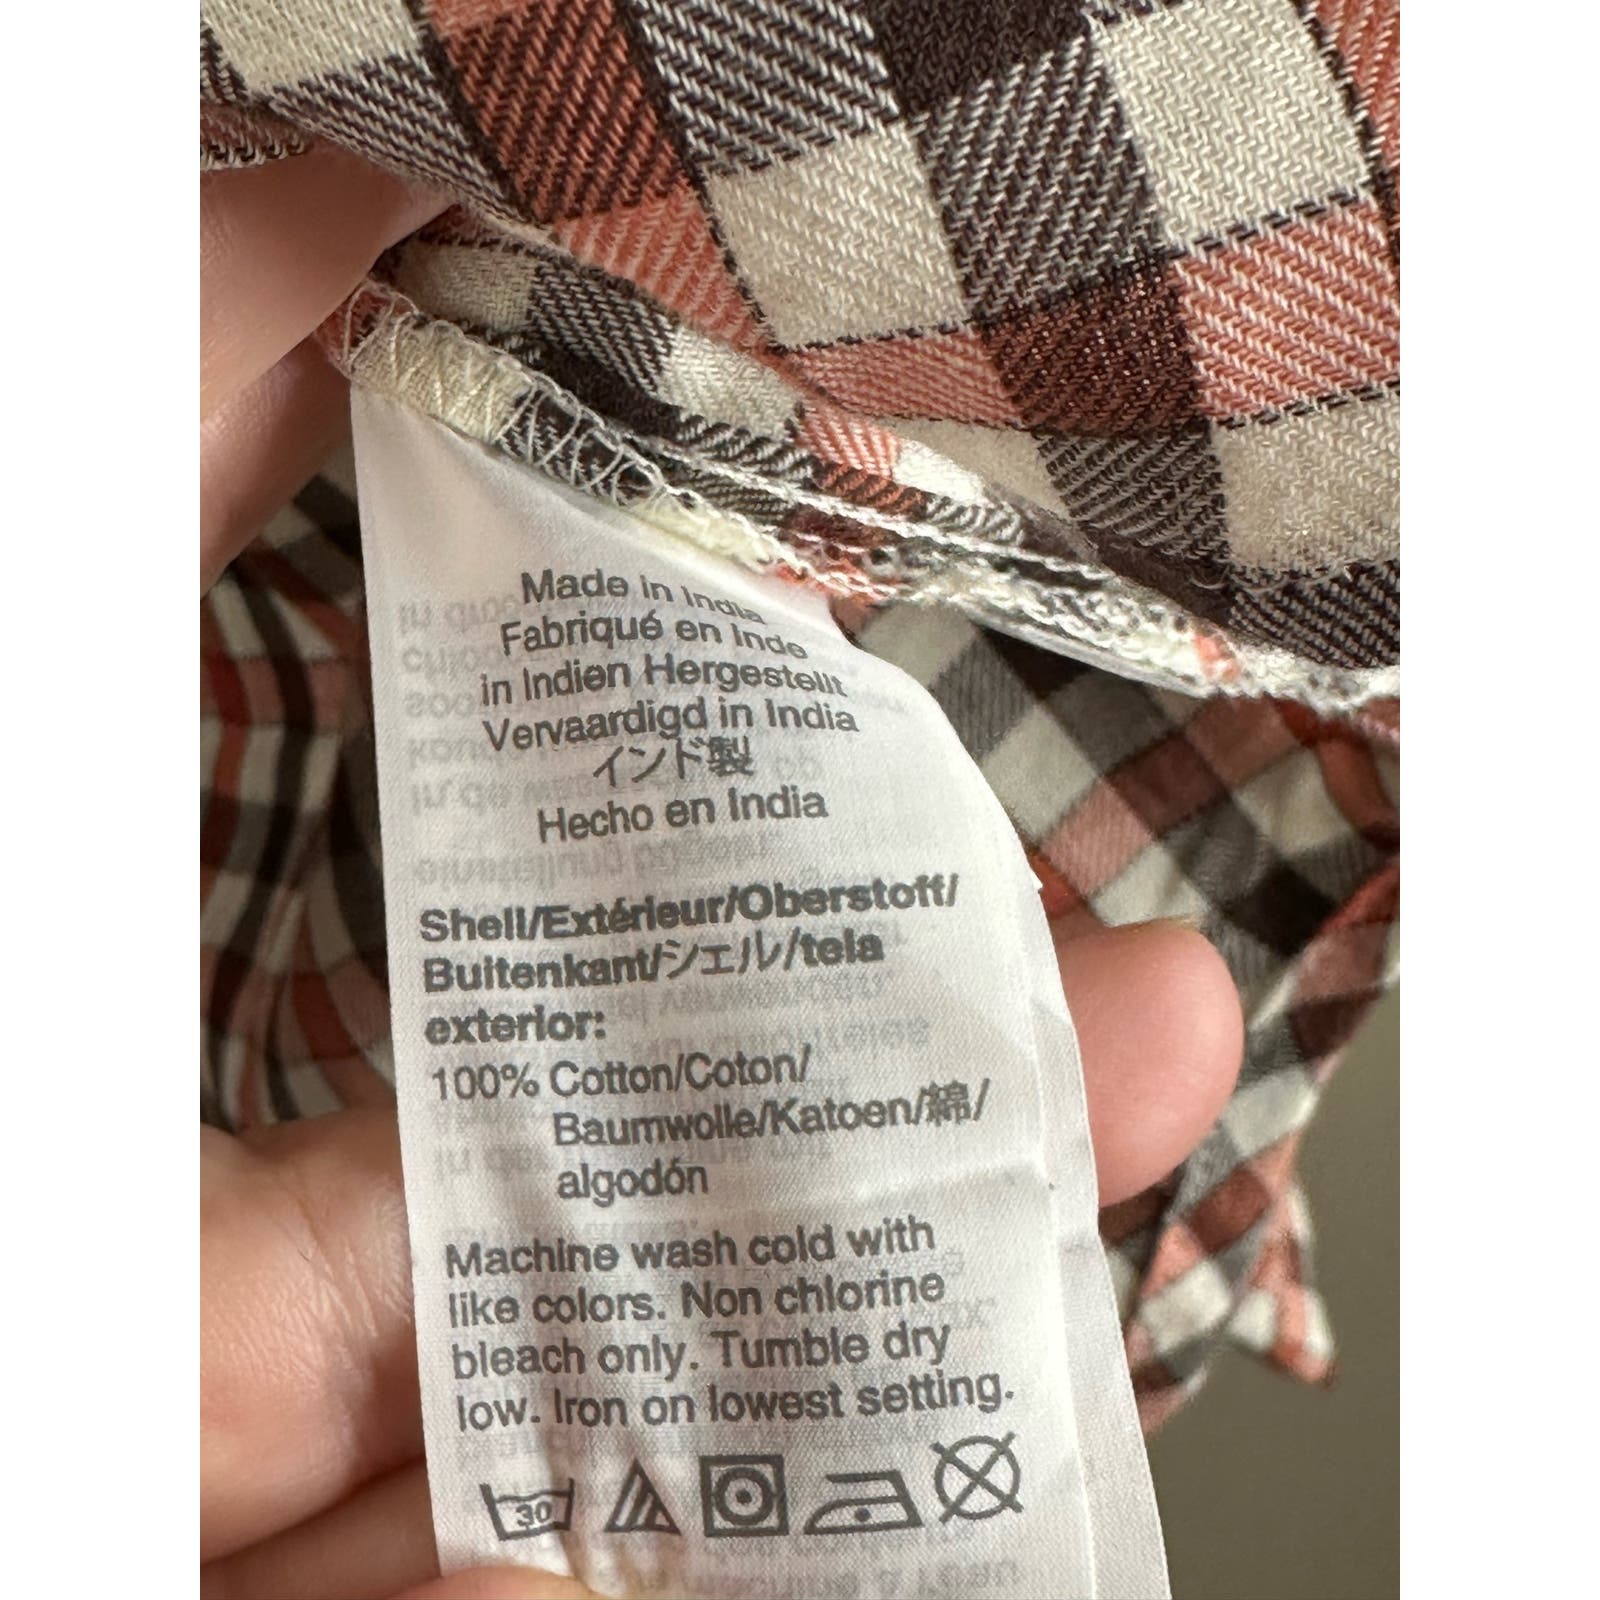 Made in India
Fabriqué en Inde
in Indien Hergestellt
Vervaardigd in India
インド製
Hecho en India
Shell/Extérieur/Oberstoff/
Buitenkant/シェル/tela
exterior:
100% Cotton/Coton/
Baumwolle/Katoen/綿/
algodón
Machine wash cold with
like colors. Non chlorine
bleach only. Tumble dry
low. Iron on lowest setting.
30